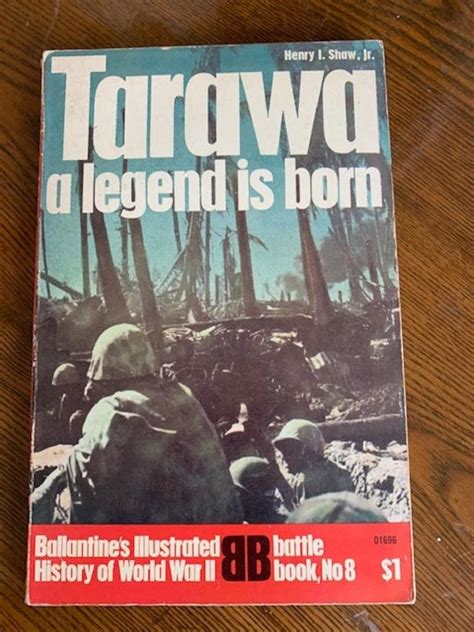 Henry I. Shaw, Jr.
Tarawa
a legend is born
Ballantine's Illustrated
History of World War II
BB
battle
book, No 8
01696
$1